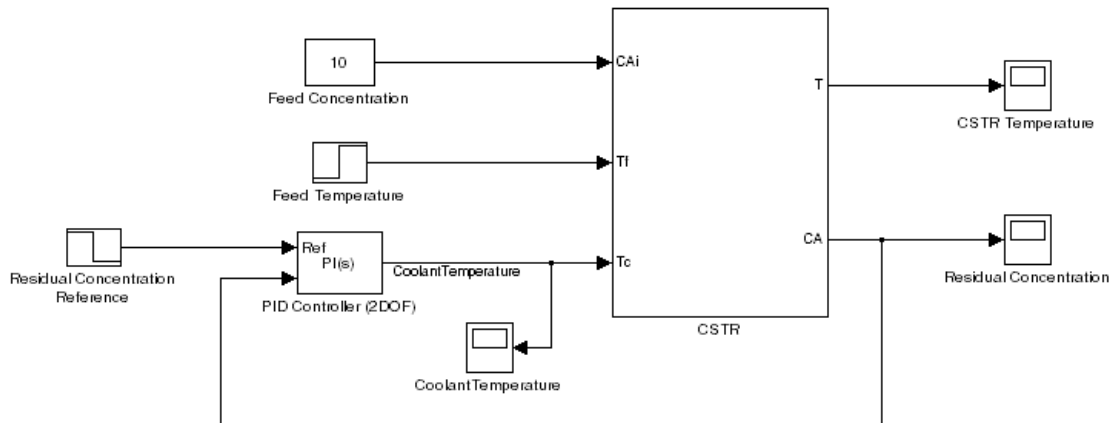 10
Feed Concentration
CAi
T
CSTR Temperature
Feed Temperature
Tf
Residual Concentration
Reference
Ref
PI(s)
PID Controller (2DOF)
CoolantTemperature
Tc
CA
Residual Concentration
CSTR
CoolantTemperature